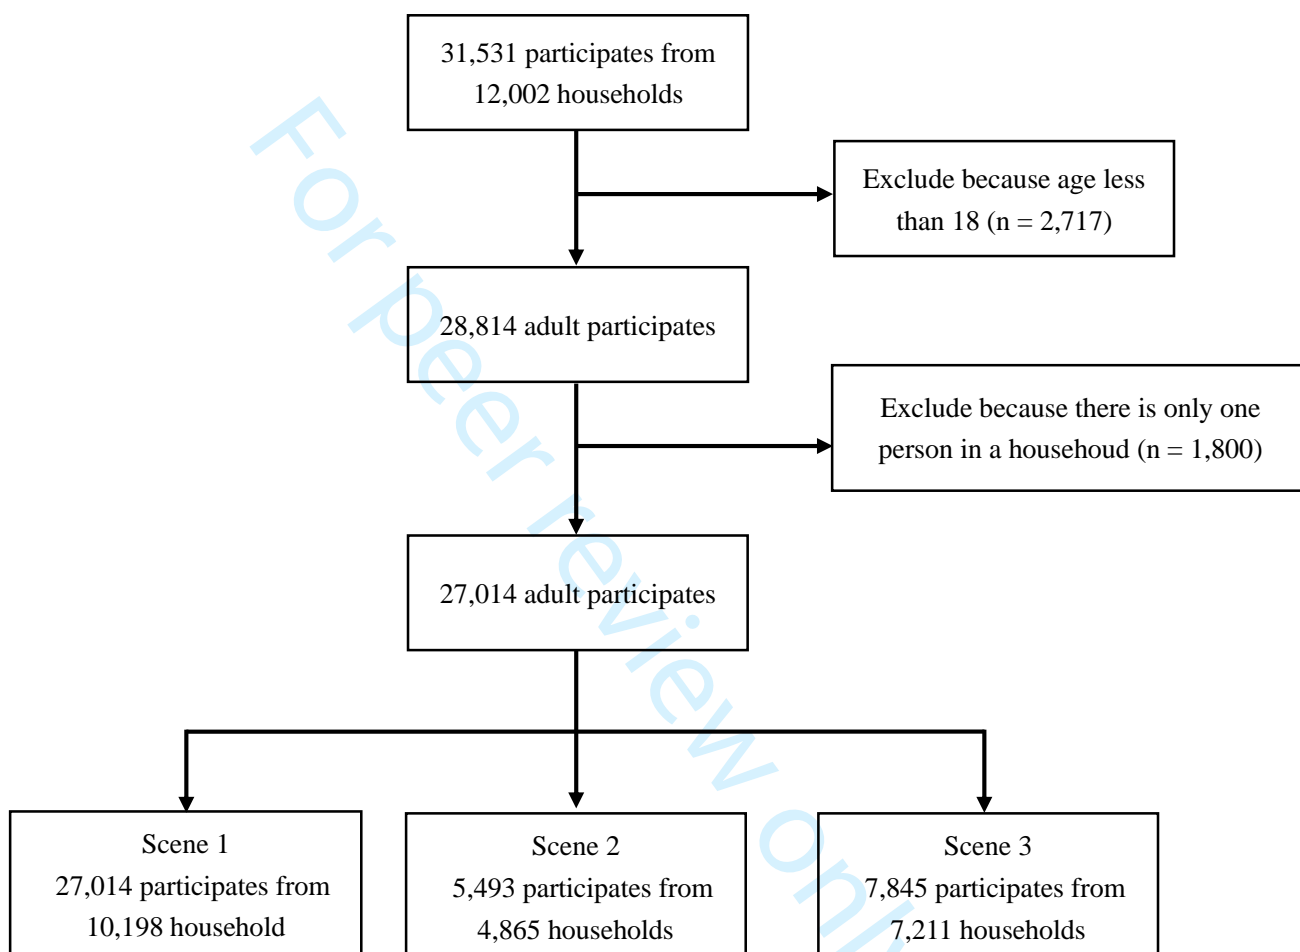 31,531 participates from
12,002 households
Exclude because age less
than 18 (n = 2,717)
28,814 adult participates
Exclude because there is only one
person in a househoud (n = 1,800)
27,014 adult participates
Scene 1
27,014 participates from
10,198 household
Scene 2
5,493 participates from
4,865 households
Scene 3
7,845 participates from
7,211 households
For peer review only